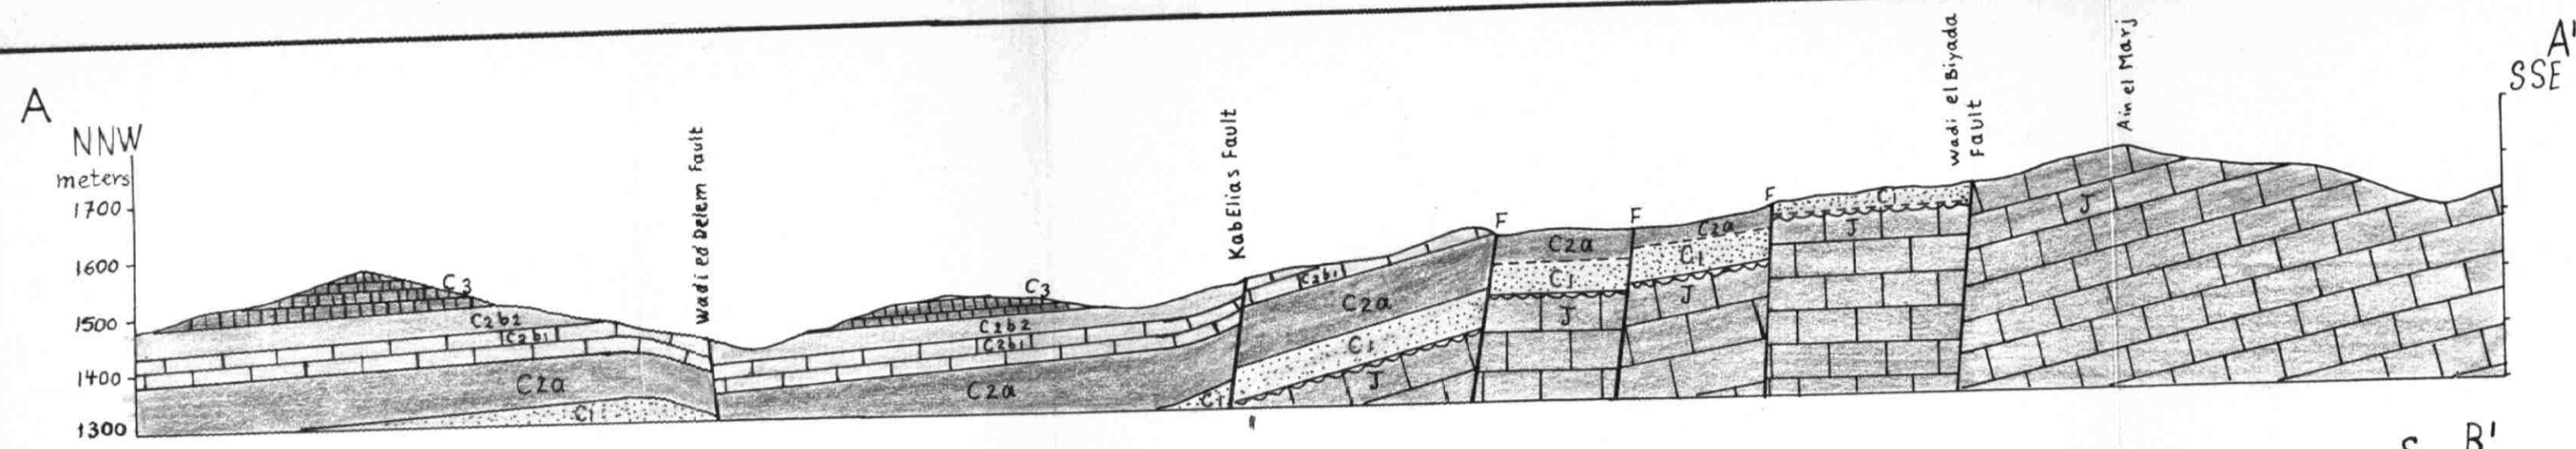 A
NNW
meters
1700
1600
1500
1400
1300
C3
C2b2
C2b1
C2a
C1
Wadi ed Delem Fault
C3
C2b2
C2b1
C2a
C1
Kab Elias Fault
C2b1
C2a
C1
J
F
C2a
C1
J
F
C2a
C1
J
F
C1
J
Wadi el Biyada
Fault
Ain el Marj
J
A'
SSE
B'